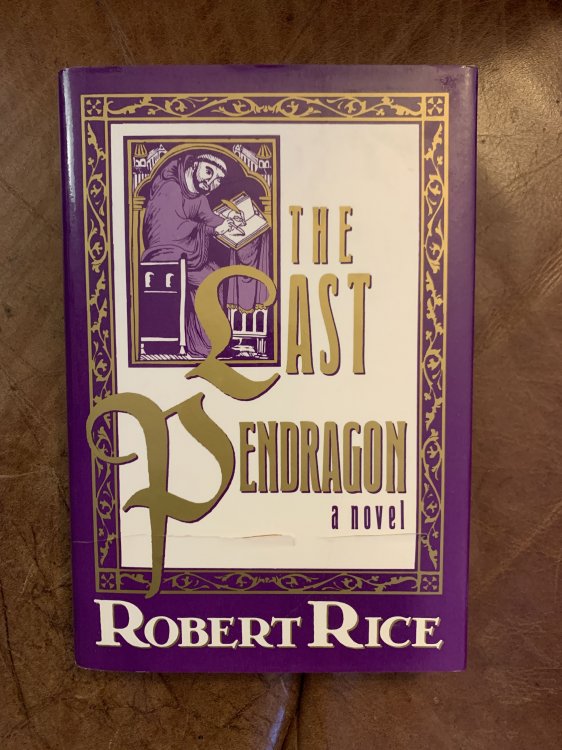 THE
LAST
PENDRAGON
a novel
ROBERT RICE